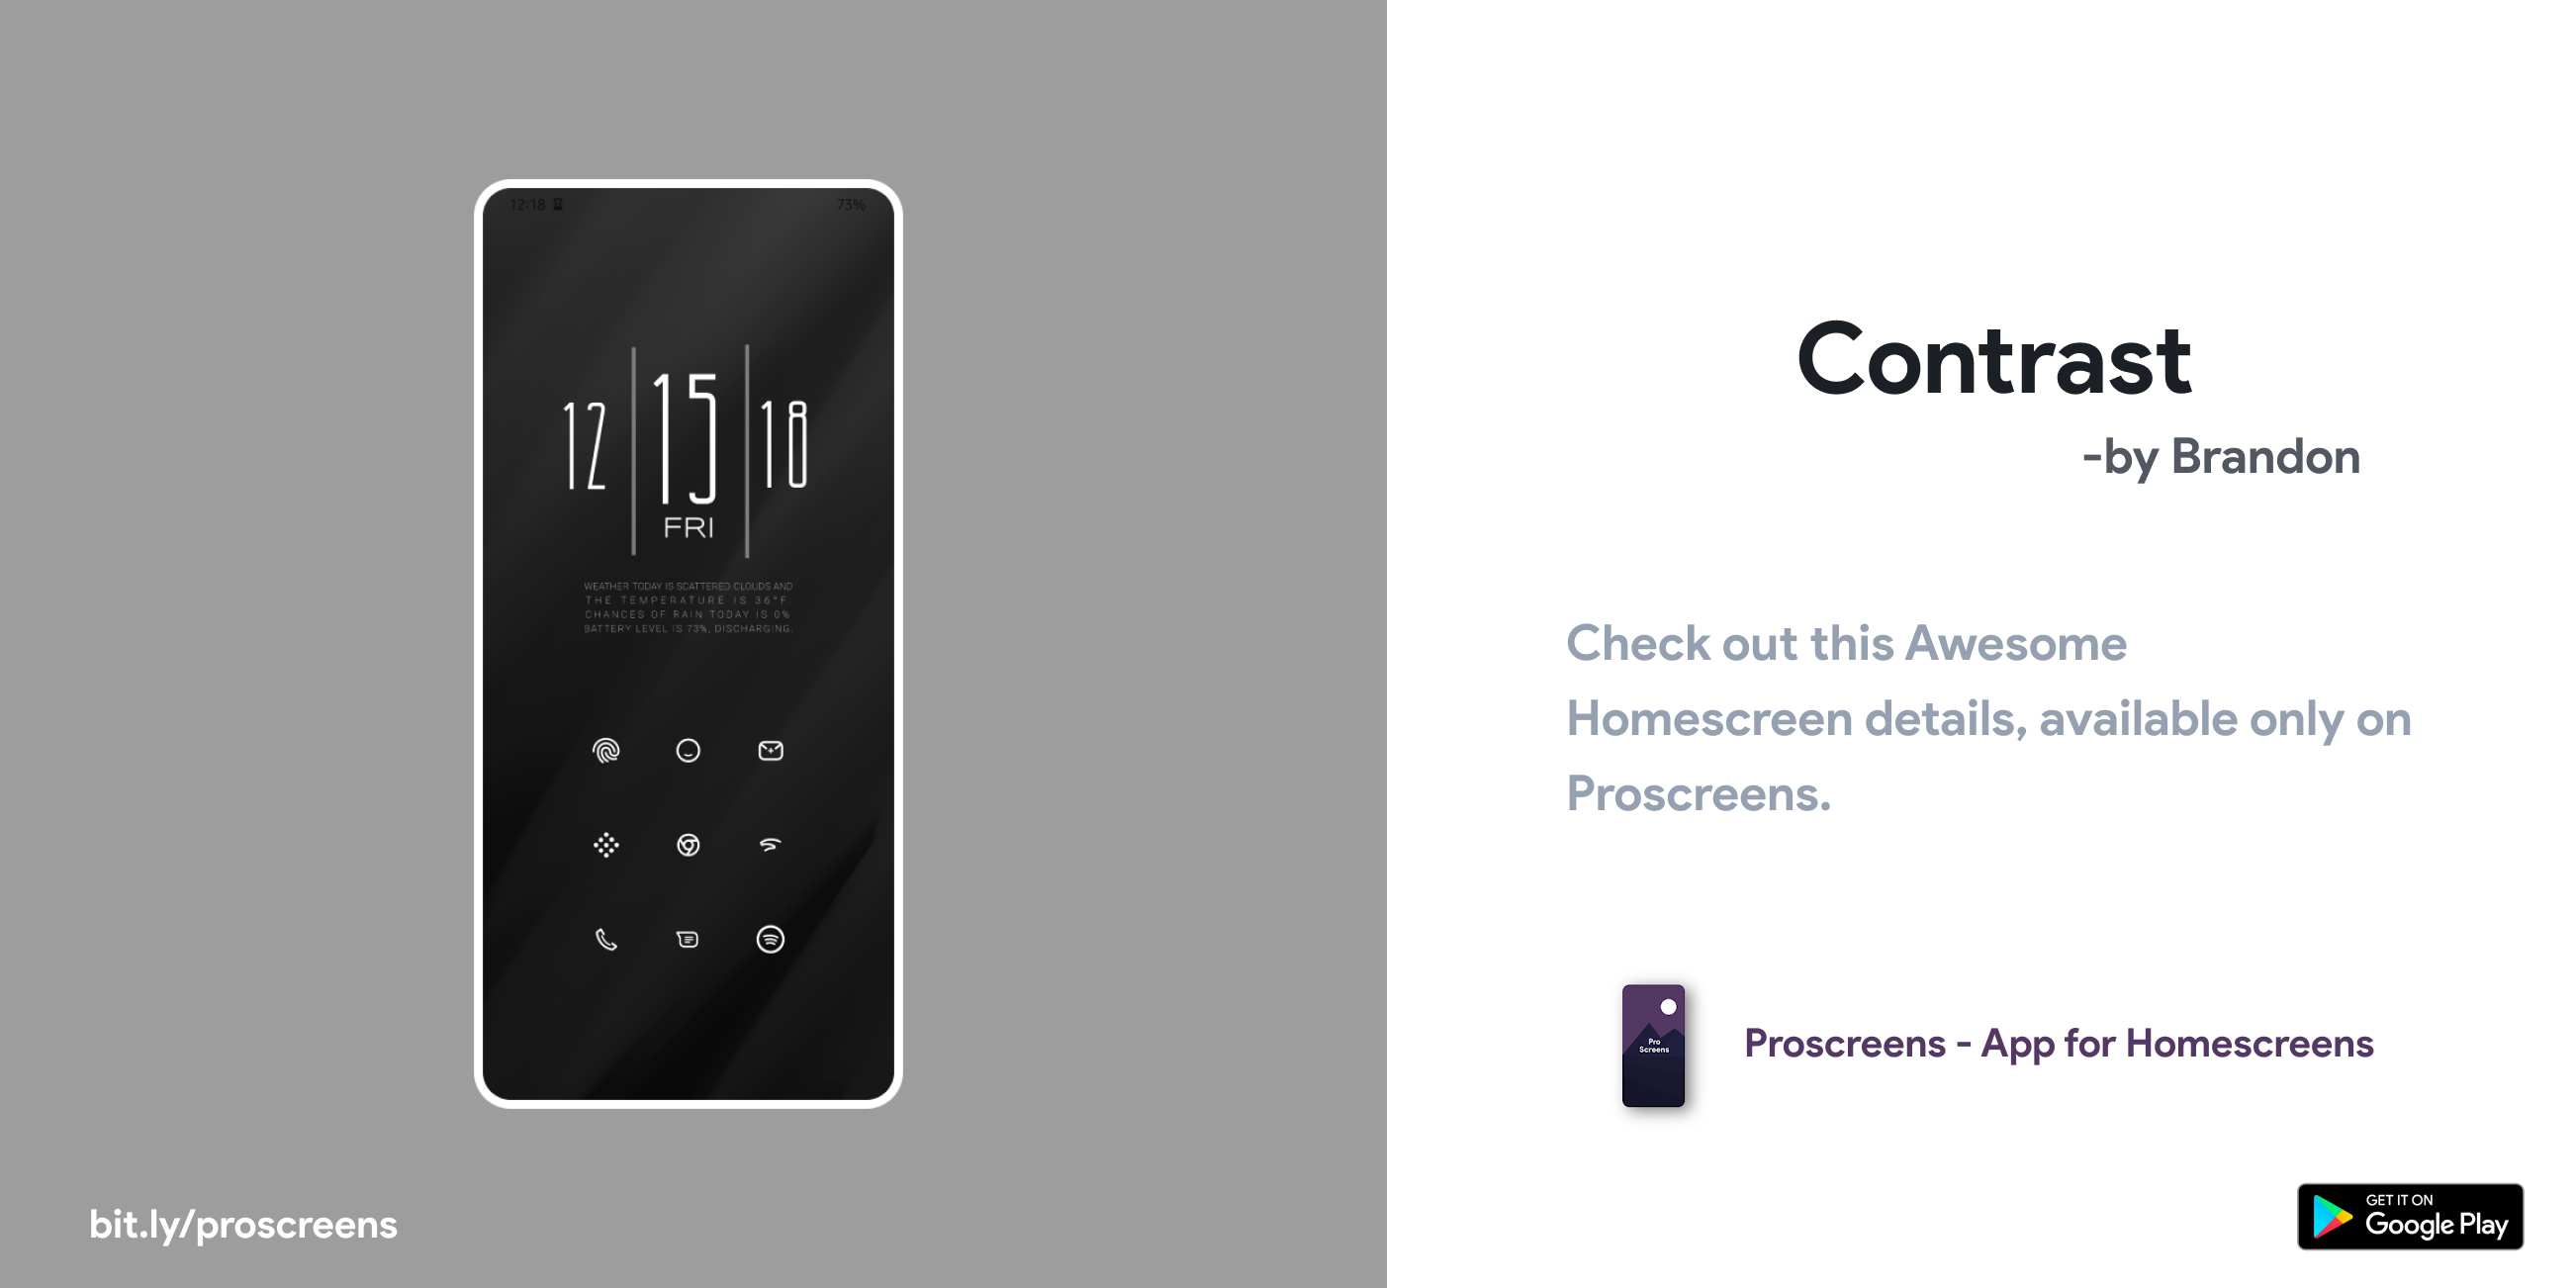 12:18
73%
12
15
18
FRI
WEATHER TODAY IS SCATTERED CLOUDS AND
THE TEMPERATURE IS 36°F.
CHANCES OF RAIN TODAY IS 0%
BATTERY LEVEL IS 73%, DISCHARGING.
bit.ly/proscreens
Contrast
-by Brandon
Check out this Awesome
Homescreen details, available only on
Proscreens.
Pro
Screens
Proscreens - App for Homescreens
GET IT ON
Google Play